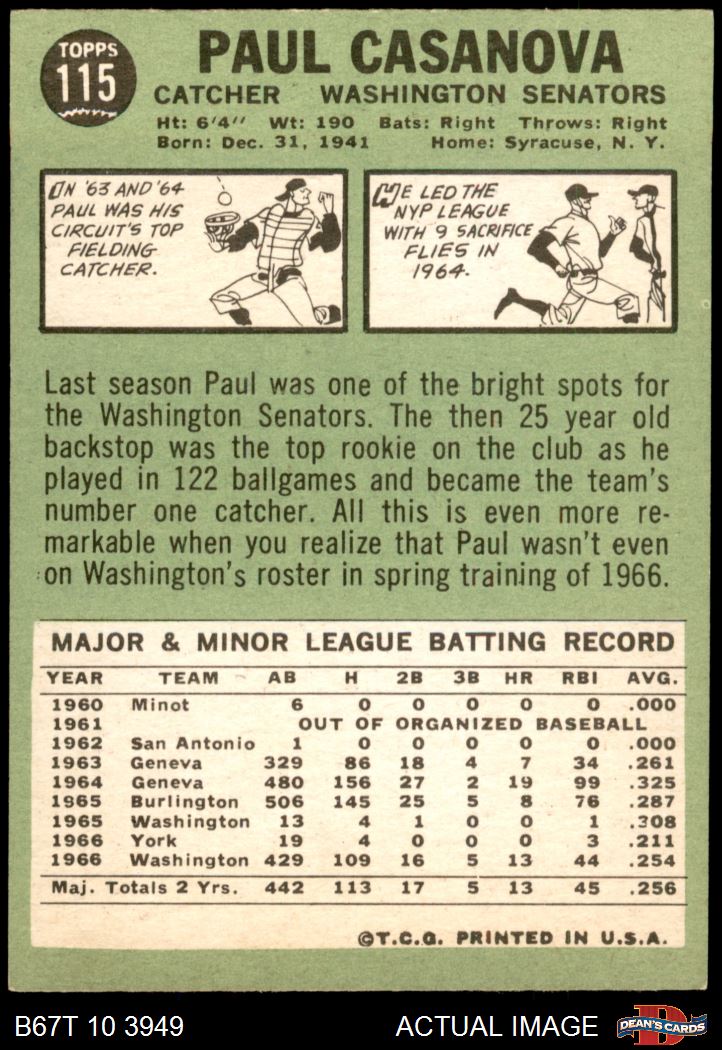 TOPPS
115
PAUL CASANOVA
CATCHER WASHINGTON SENATORS
Ht: 6'4" Wt: 190 Bats: Right Throws: Right
Born: Dec. 31, 1941 Home: Syracuse, N. Y.
IN '63 AND '64
PAUL WAS HIS
CIRCUIT'S TOP
FIELDING
CATCHER.
HE LED THE
NYP LEAGUE
WITH 9 SACRIFICE
FLIES IN
1964.
Last season Paul was one of the bright spots for
the Washington Senators. The then 25 year old
backstop was the top rookie on the club as he
played in 122 ballgames and became the team's
number one catcher. All this is even more re-
markable when you realize that Paul wasn't even
on Washington's roster in spring training of 1966.
MAJOR & MINOR LEAGUE BATTING RECORD
YEAR TEAM AB H 2B 3B HR RBI AVG.
1960 Minot 6 0 0 0 0 0 .000
1961 OUT OF ORGANIZED BASEBALL
1962 San Antonio 1 0 0 0 0 0 .000
1963 Geneva 329 86 18 4 7 34 .261
1964 Geneva 480 156 27 2 19 99 .325
1965 Burlington 506 145 25 5 8 76 .287
1965 Washington 13 4 1 0 0 1 .308
1966 York 19 4 0 0 0 3 .211
1966 Washington 429 109 16 5 13 44 .254
Maj. Totals 2 Yrs. 442 113 17 5 13 45 .256
©T.C.G. PRINTED IN U.S.A.
B67T 10 3949 ACTUAL IMAGE
D
DEAN'S CARDS